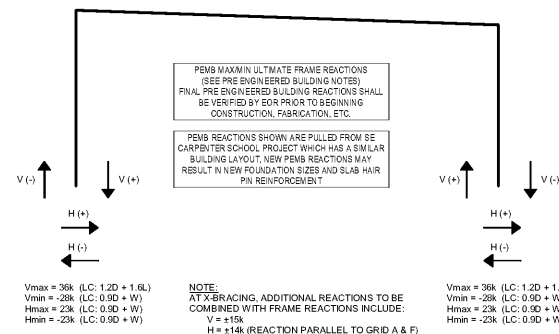 PEMB MAX/MIN ULTIMATE FRAME REACTIONS
(SEE PRE ENGINEERED BUILDING NOTES)
FINAL PRE ENGINEERED BUILDING REACTIONS SHALL
BE VERIFIED BY EOR PRIOR TO BEGINNING
CONSTRUCTION, FABRICATION, ETC.
PEMB REACTIONS SHOWN ARE PULLED FROM SE
CARPENTER SCHOOL PROJECT WHICH HAS A SIMILAR
BUILDING LAYOUT, NEW PEMB REACTIONS MAY
RESULT IN NEW FOUNDATION SIZES AND SLAB HAIR
PIN REINFORCEMENT
V (-)
V (+)
V (+)
V (-)
H (+)
H (+)
H (-)
H (-)
Vmax = 36k (LC: 1.2D + 1.6L)
Vmin = -28k (LC: 0.9D + W)
Hmax = 23k (LC: 0.9D + W)
Hmin = -23k (LC: 0.9D + W)
NOTE:
AT X-BRACING, ADDITIONAL REACTIONS TO BE
COMBINED WITH FRAME REACTIONS INCLUDE:
V = ±15k
H = ±14k (REACTION PARALLEL TO GRID A & F)
Vmax = 36k (LC: 1.2D + 1.
Vmin = -28k (LC: 0.9D + W
Hmax = 23k (LC: 0.9D + W)
Hmin = -23k (LC: 0.9D + W